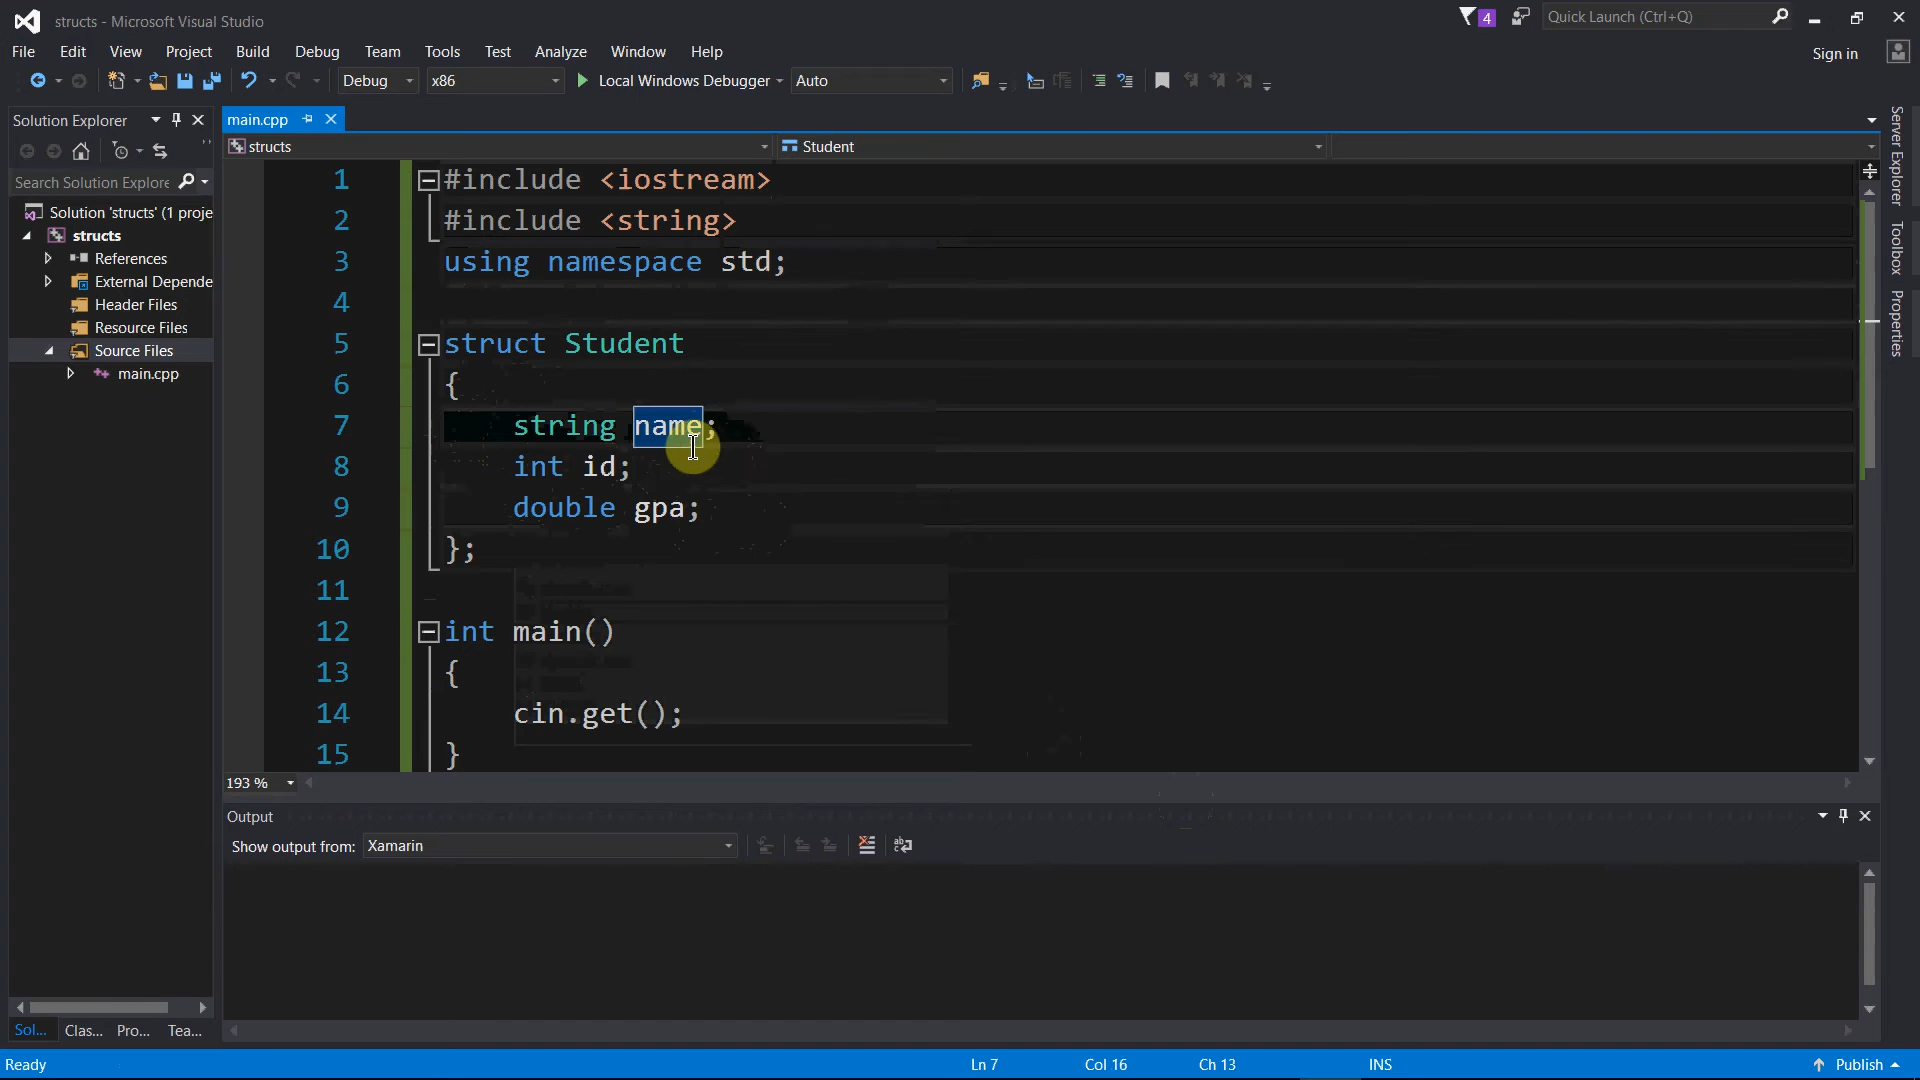 structs - Microsoft Visual Studio
4
Quick Launch (Ctrl+Q)
File Edit View Project Build Debug Team Tools Test Analyze Window Help
Sign in
Debug x86 Local Windows Debugger Auto
Solution Explorer
main.cpp
structs Student
Search Solution Explore
Solution 'structs' (1 proje
structs
References
External Depende
Header Files
Resource Files
Source Files
main.cpp
1 #include <iostream>
2 #include <string>
3 using namespace std;
4
5 struct Student
6 {
7 string name;
8 int id;
9 double gpa;
10 };
11
12 int main()
13 {
14 cin.get();
15 }
193 %
Server Explorer
Toolbox
Properties
Output
Show output from: Xamarin
Sol... Clas... Pro... Tea...
Ready Ln 7 Col 16 Ch 13 INS Publish